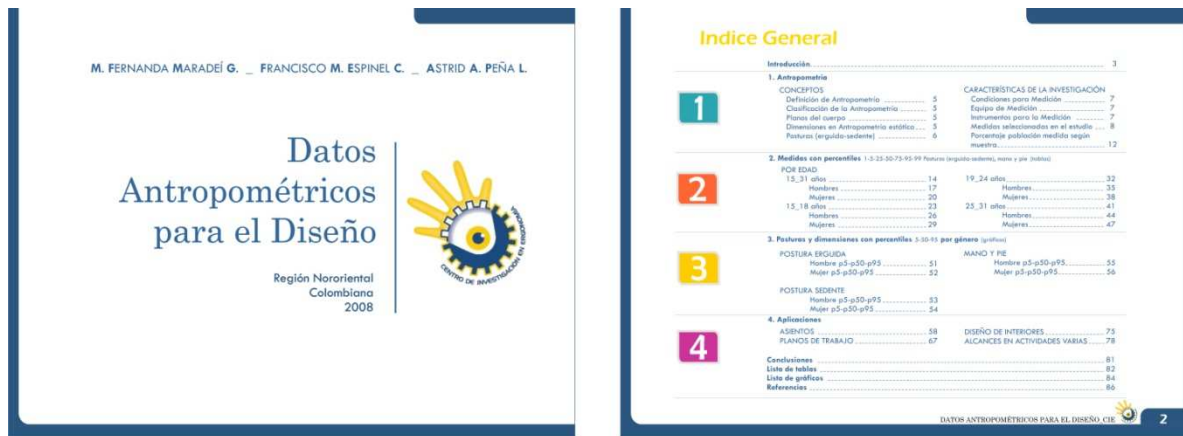 M. FERNANDA MARADEÍ G. _ FRANCISCO M. ESPINEL C. _ ASTRID A. PEÑA L.
Datos
Antropométricos
para el Diseño
Región Nororiental
Colombiana
2008
CENTRO DE INVESTIGACIÓN EN ERGONOMÍA
Indice General
Introducción 3
1
1. Antropometría
CONCEPTOS
Definición de Antropometría 5
Clasificación de la Antropometría 5
Planos del cuerpo 5
Dimensiones en Antropometría estática 5
Posturas (erguida-sedente) 6
CARACTERÍSTICAS DE LA INVESTIGACIÓN
Condiciones para Medición 7
Equipo de Medición 7
Instrumentos para la Medición 7
Medidas seleccionadas en el estudio 8
Porcentaje población medida según
muestra 12
2
2. Medidas con percentiles 1-5-25-50-75-95-99 Posturas (erguida-sedente), mano y pie (tablas)
POR EDAD
15_31 años 14
Hombres 17
Mujeres 20
15_18 años 23
Hombres 26
Mujeres 29
19_24 años 32
Hombres 35
Mujeres 38
25_31 años 41
Hombres 44
Mujeres 47
3
3. Posturas y dimensiones con percentiles 5-50-95 por género (gráficos)
POSTURA ERGUIDA
Hombre p5-p50-p95 51
Mujer p5-p50-p95 52
MANO Y PIE
Hombre p5-p50-p95 55
Mujer p5-p50-p95 56
POSTURA SEDENTE
Hombre p5-p50-p95 53
Mujer p5-p50-p95 54
4
4. Aplicaciones
ASIENTOS 58
PLANOS DE TRABAJO 67
DISEÑO DE INTERIORES 75
ALCANCES EN ACTIVIDADES VARIAS 78
Conclusiones 81
Lista de tablas 82
Lista de gráficos 84
Referencias 86
DATOS ANTROPOMÉTRICOS PARA EL DISEÑO_CIE 2